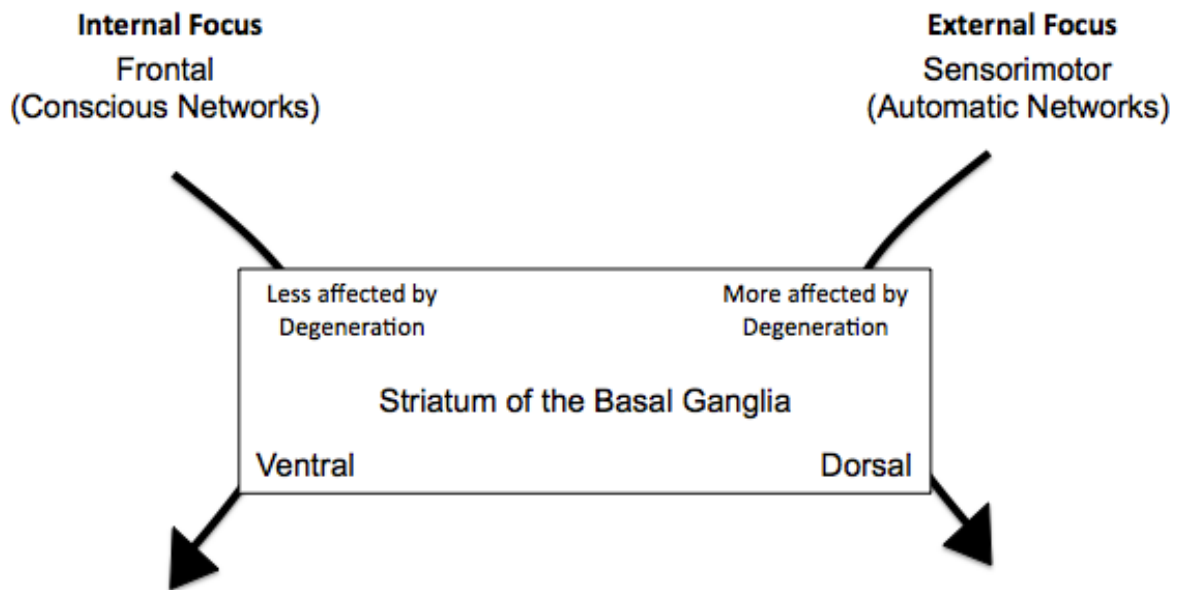 Internal Focus
Frontal
(Conscious Networks)
External Focus
Sensorimotor
(Automatic Networks)
Less affected by
Degeneration
More affected by
Degeneration
Striatum of the Basal Ganglia
Ventral
Dorsal